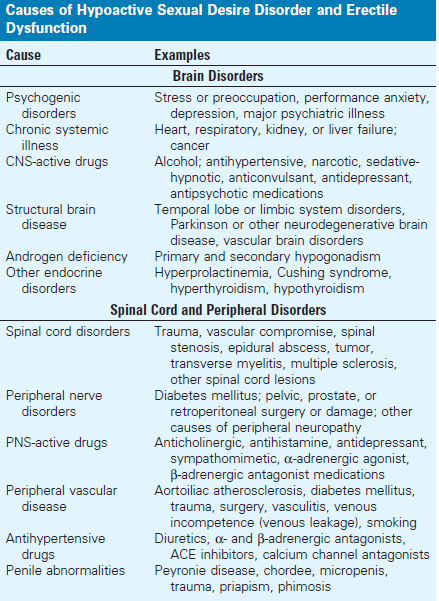 Causes of Hypoactive Sexual Desire Disorder and Erectile
Dysfunction
Cause Examples
Brain Disorders
Psychogenic Stress or preoccupation, performance anxiety,
disorders depression, major psychiatric illness
Chronic systemic Heart, respiratory, kidney, or liver failure;
illness cancer
CNS-active drugs Alcohol; antihypertensive, narcotic, sedative-
hypnotic, anticonvulsant, antidepressant,
antipsychotic medications
Structural brain Temporal lobe or limbic system disorders,
disease Parkinson or other neurodegenerative brain
disease, vascular brain disorders
Androgen deficiency Primary and secondary hypogonadism
Other endocrine Hyperprolactinemia, Cushing syndrome,
disorders hyperthyroidism, hypothyroidism
Spinal Cord and Peripheral Disorders
Spinal cord disorders Trauma, vascular compromise, spinal
stenosis, epidural abscess, tumor,
transverse myelitis, multiple sclerosis,
other spinal cord lesions
Peripheral nerve Diabetes mellitus; pelvic, prostate, or
disorders retroperitoneal surgery or damage; other
causes of peripheral neuropathy
PNS-active drugs Anticholinergic, antihistamine, antidepressant,
sympathomimetic, α-adrenergic agonist,
β-adrenergic antagonist medications
Peripheral vascular Aortoiliac atherosclerosis, diabetes mellitus,
disease trauma, surgery, vasculitis, venous
incompetence (venous leakage), smoking
Antihypertensive Diuretics, α- and β-adrenergic antagonists,
drugs ACE inhibitors, calcium channel antagonists
Penile abnormalities Peyronie disease, chordee, micropenis,
trauma, priapism, phimosis